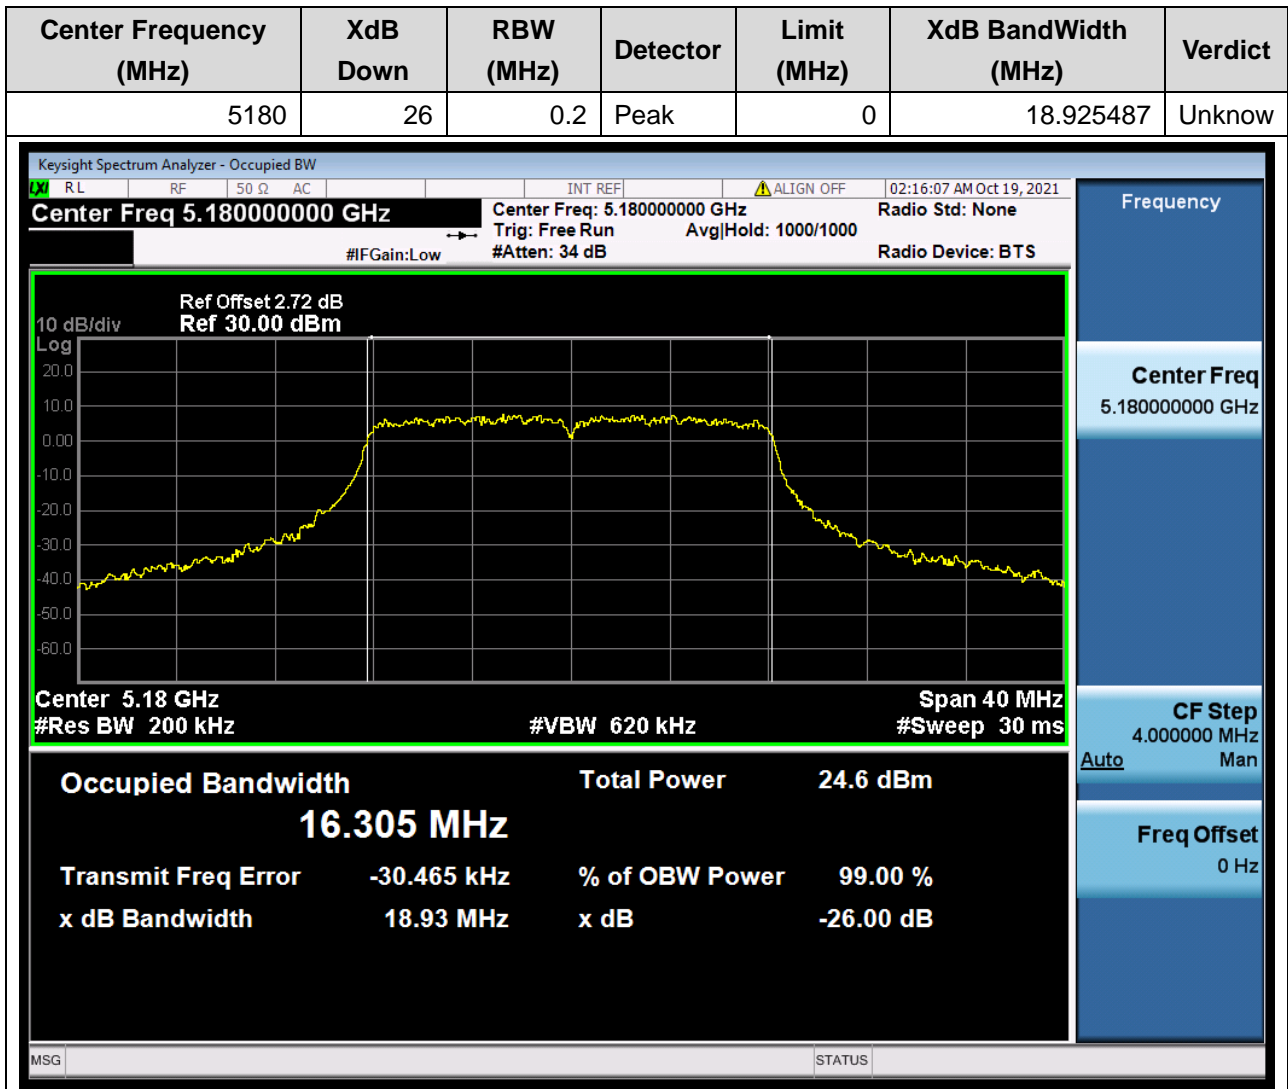 Center Frequency (MHz) XdB Down RBW (MHz) Detector Limit (MHz) XdB BandWidth (MHz) Verdict
5180 26 0.2 Peak 0 18.925487 Unknow
Keysight Spectrum Analyzer - Occupied BW
LXI RL RF 50 Ω AC INT REF ALIGN OFF 02:16:07 AM Oct 19, 2021
Center Freq 5.180000000 GHz
Center Freq: 5.180000000 GHz
Radio Std: None
Trig: Free Run Avg|Hold: 1000/1000
#IFGain:Low #Atten: 34 dB Radio Device: BTS
Ref Offset 2.72 dB
10 dB/div Ref 30.00 dBm
Log
20.0
10.0
0.00
-10.0
-20.0
-30.0
-40.0
-50.0
-60.0
Center 5.18 GHz Span 40 MHz
#Res BW 200 kHz #VBW 620 kHz #Sweep 30 ms
Occupied Bandwidth Total Power 24.6 dBm
16.305 MHz
Transmit Freq Error -30.465 kHz % of OBW Power 99.00 %
x dB Bandwidth 18.93 MHz x dB -26.00 dB
Frequency
Center Freq
5.180000000 GHz
CF Step
4.000000 MHz
Auto Man
Freq Offset
0 Hz
MSG STATUS